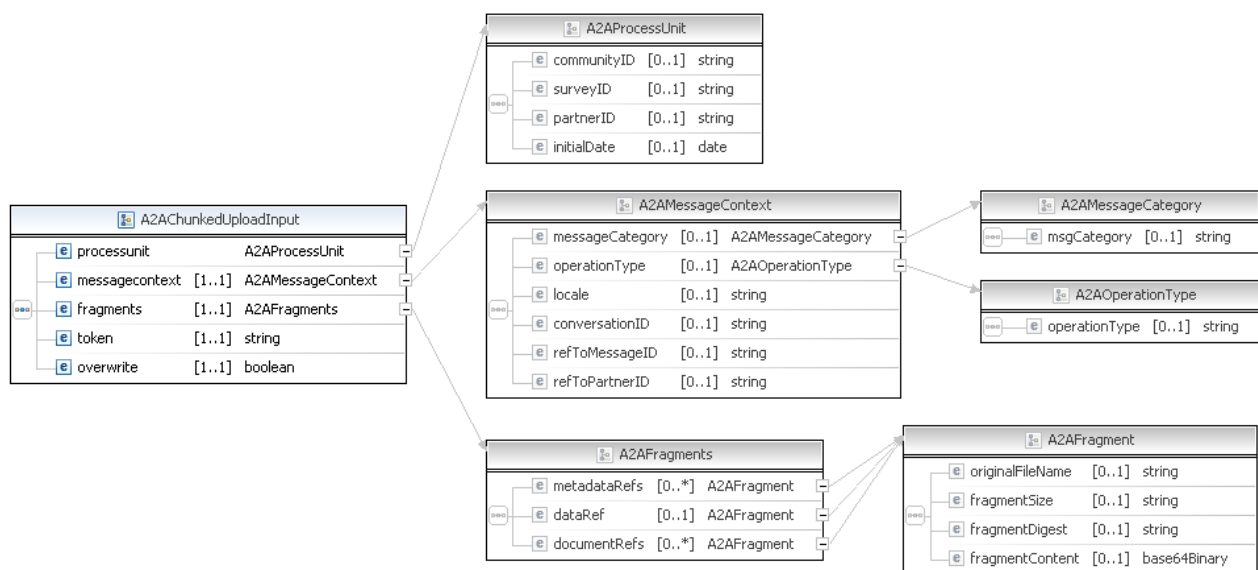 A2AProcessUnit
communityID [0..1] string
surveyID [0..1] string
partnerID [0..1] string
initialDate [0..1] date
A2AChunkedUploadInput
processunit A2AProcessUnit
messagecontext [1..1] A2AMessageContext
fragments [1..1] A2AFragments
token [1..1] string
overwrite [1..1] boolean
A2AMessageContext
messageCategory [0..1] A2AMessageCategory
operationType [0..1] A2AOperationType
locale [0..1] string
conversationID [0..1] string
refToMessageID [0..1] string
refToPartnerID [0..1] string
A2AMessageCategory
msgCategory [0..1] string
A2AOperationType
operationType [0..1] string
A2AFragments
metadataRefs [0..*] A2AFragment
dataRef [0..1] A2AFragment
documentRefs [0..*] A2AFragment
A2AFragment
originalFileName [0..1] string
fragmentSize [0..1] string
fragmentDigest [0..1] string
fragmentContent [0..1] base64Binary